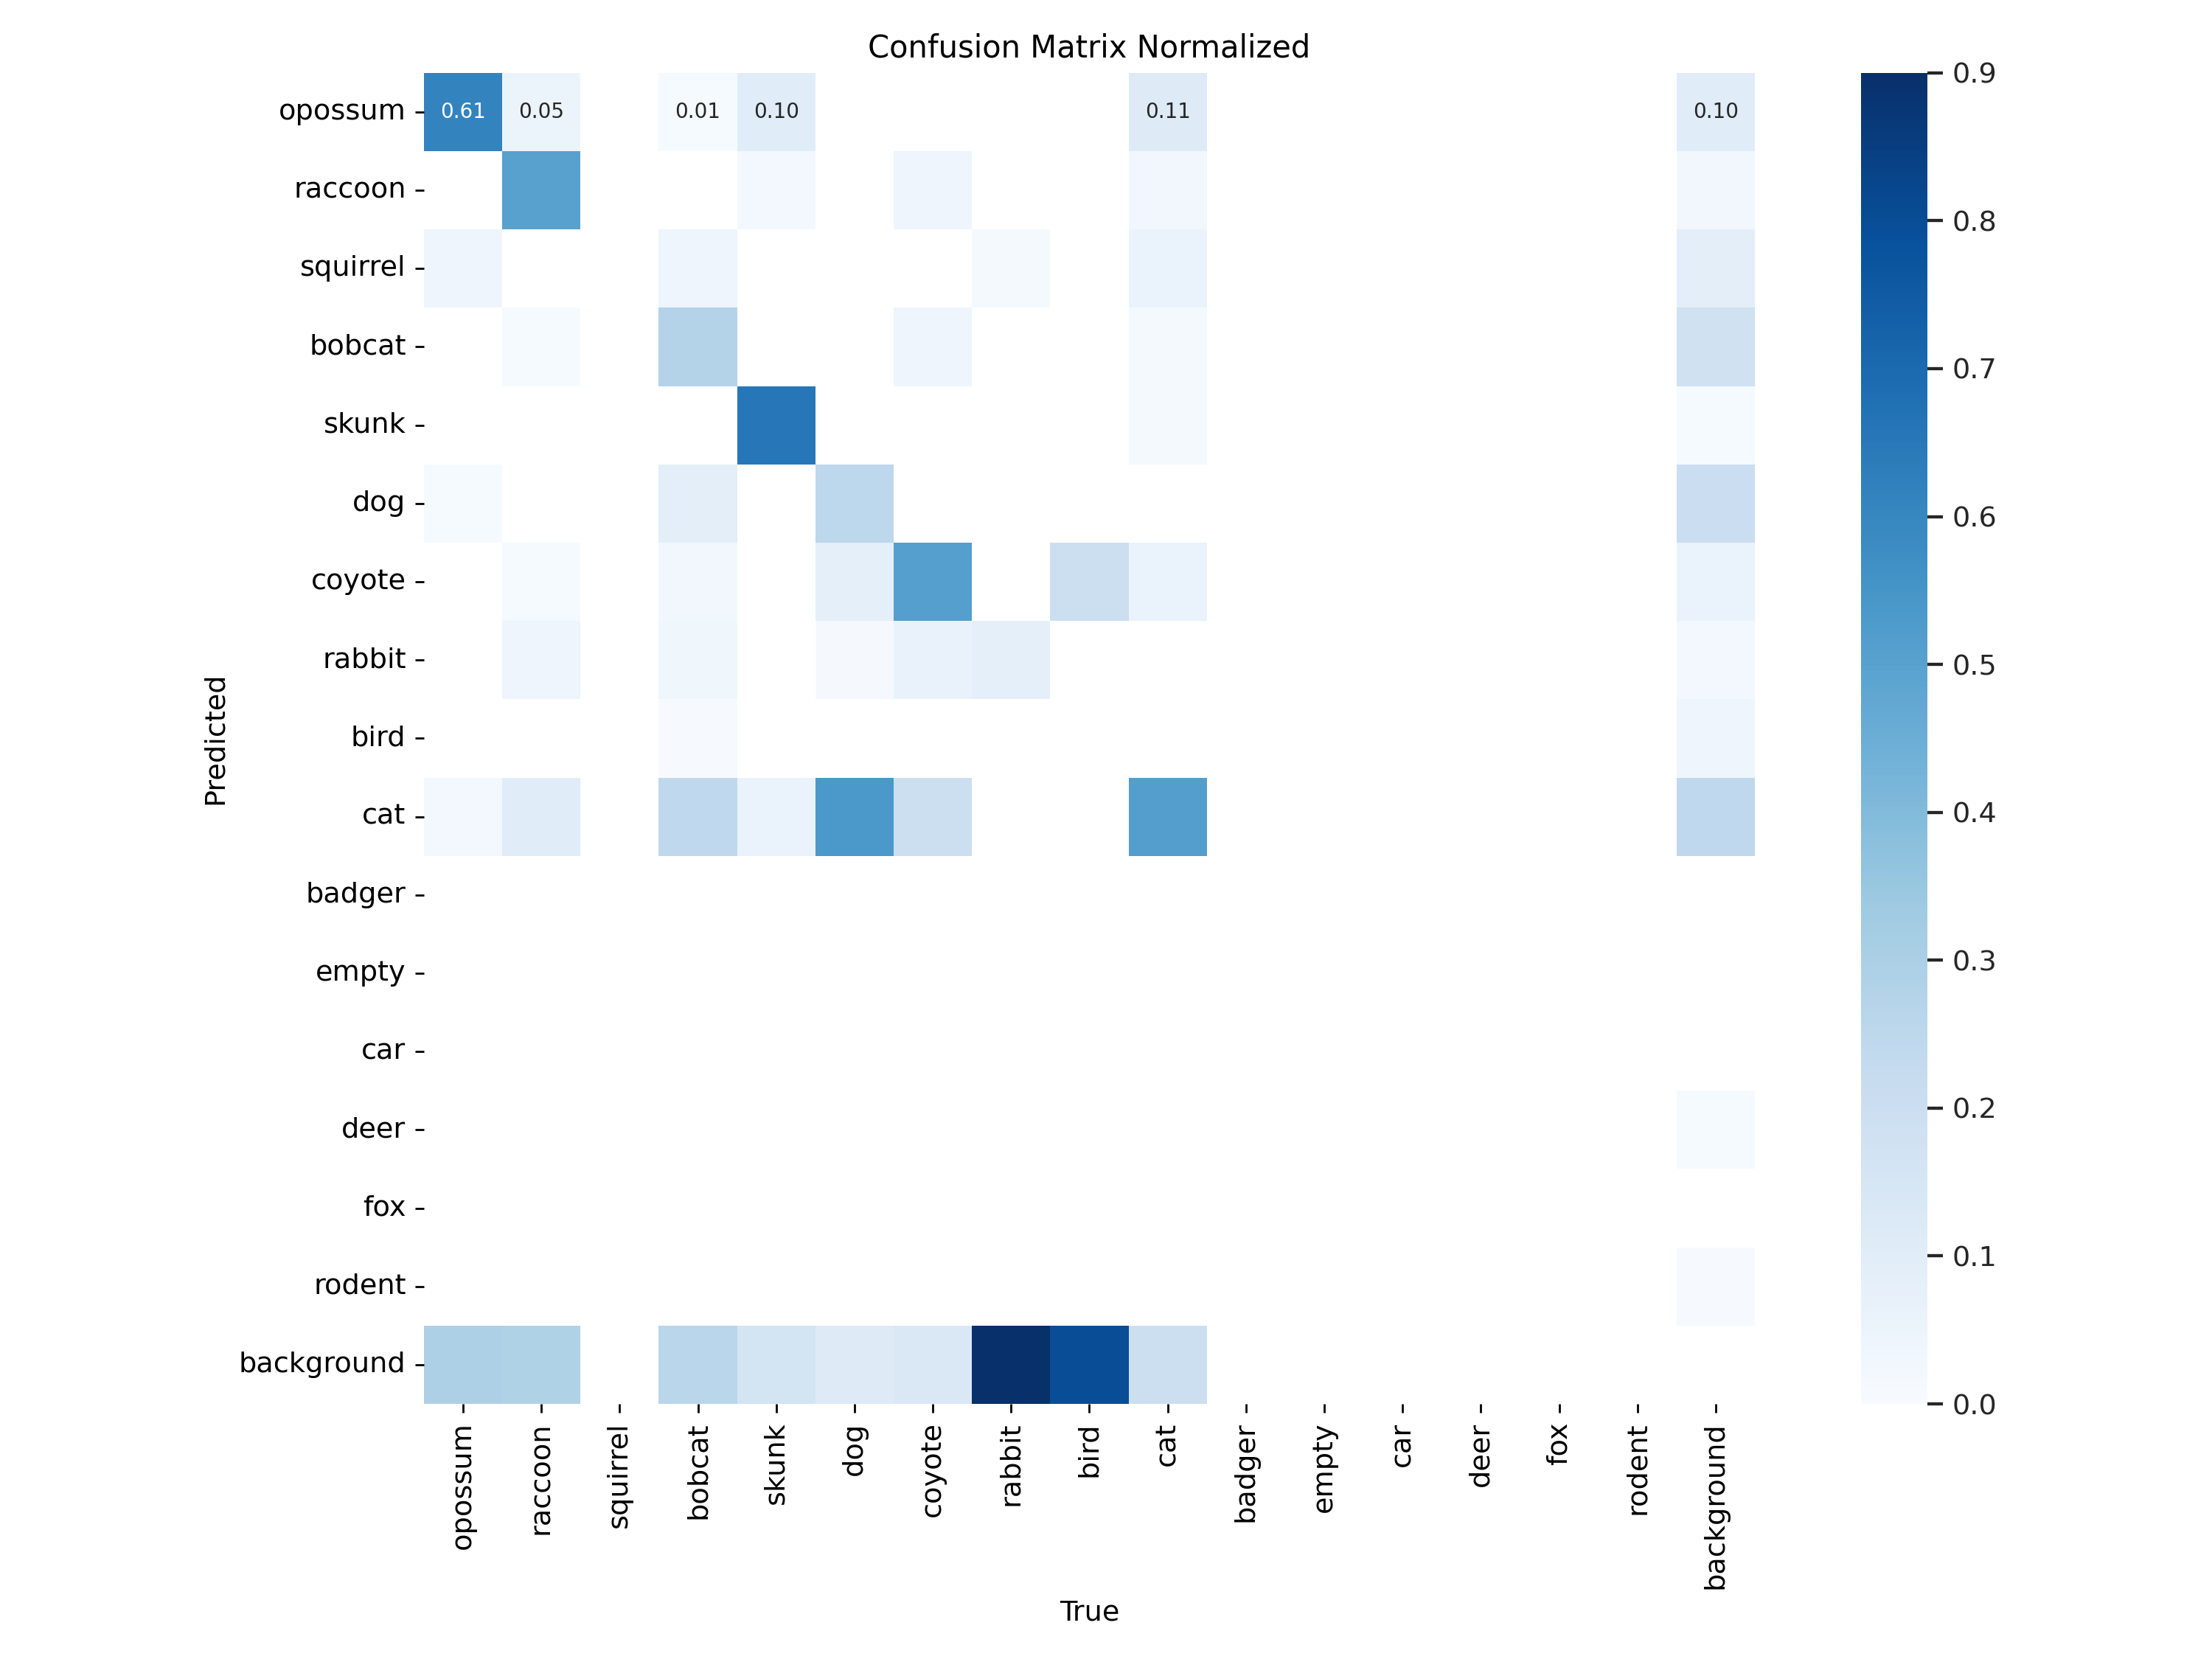 Confusion Matrix Normalized
opossum
0.61 0.05 0.01 0.10 0.11 0.10
raccoon
squirrel
bobcat
skunk
dog
coyote
rabbit
bird
cat
badger
empty
car
deer
fox
rodent
background
Predicted
opossum raccoon squirrel bobcat skunk dog coyote rabbit bird cat badger empty car deer fox rodent background
True
0.9
0.8
0.7
0.6
0.5
0.4
0.3
0.2
0.1
0.0